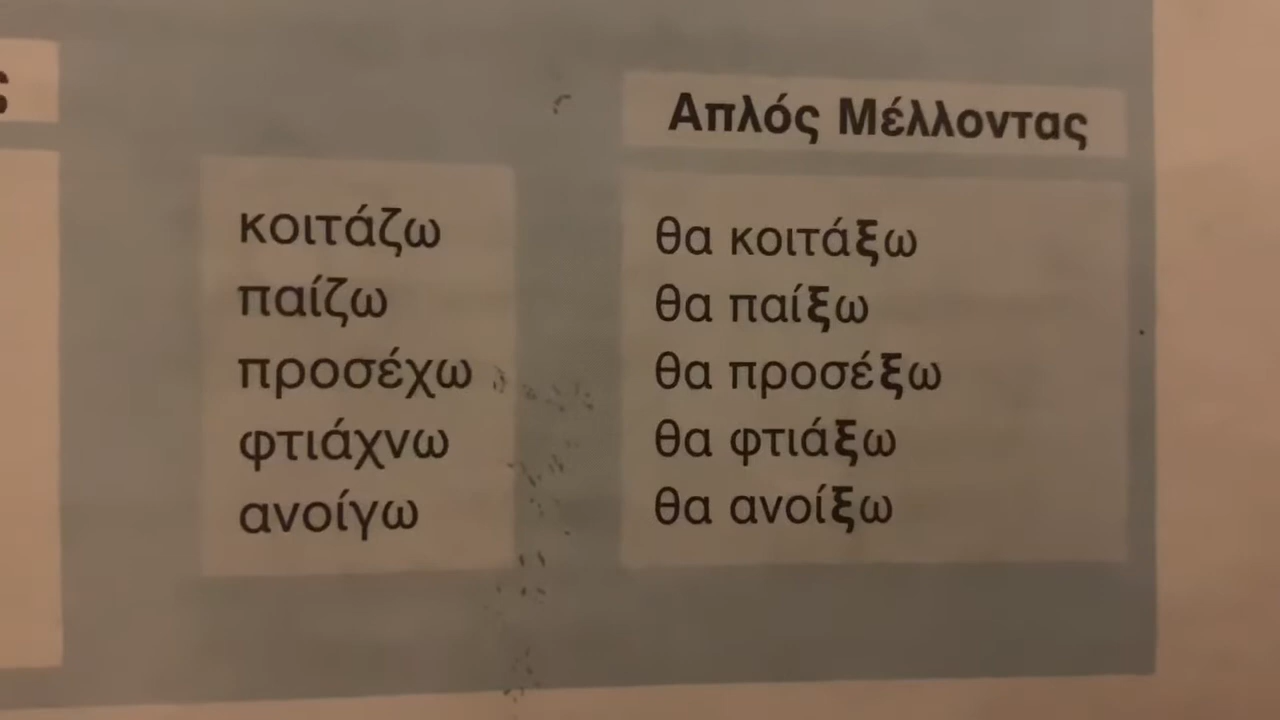 ς
Απλός Μέλλοντας
κοιτάζω
παίζω
προσέχω
φτιάχνω
ανοίγω
θα κοιτάξω
θα παίξω
θα προσέξω
θα φτιάξω
θα ανοίξω